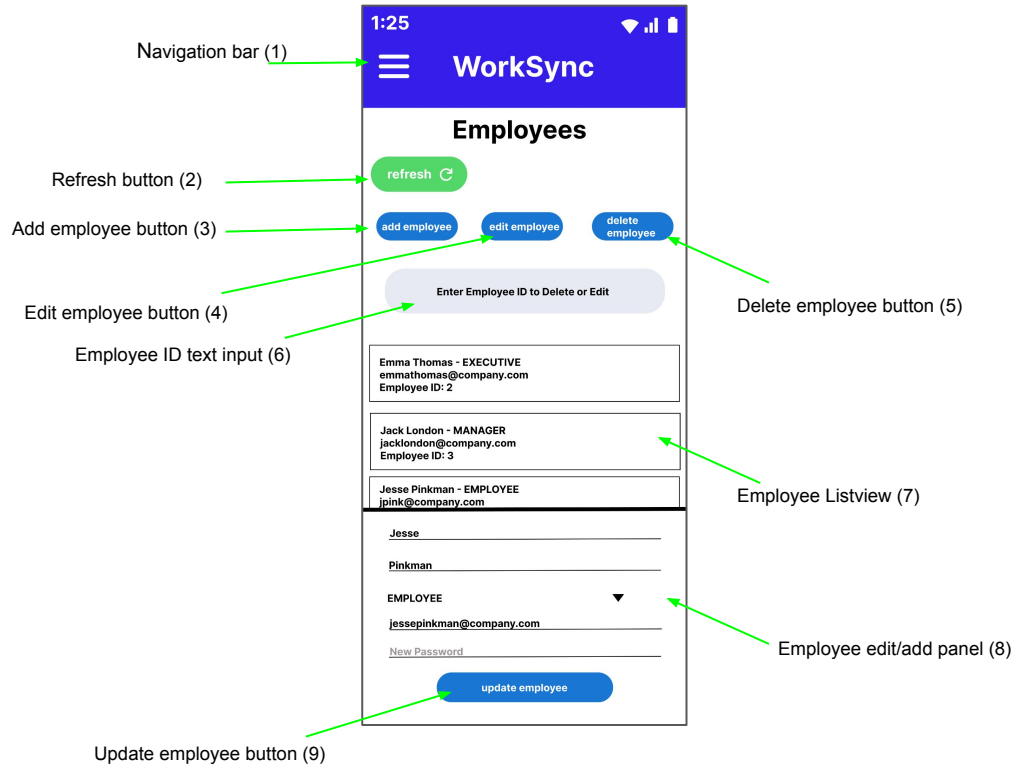 1:25
Navigation bar (1)
WorkSync
Employees
refresh
Refresh button (2)
Add employee button (3)
add employee
edit employee
delete
employee
Enter Employee ID to Delete or Edit
Edit employee button (4)
Delete employee button (5)
Employee ID text input (6)
Emma Thomas - EXECUTIVE
emmathomas@company.com
Employee ID: 2
Jack London - MANAGER
jacklondon@company.com
Employee ID: 3
Jesse Pinkman - EMPLOYEE
jpink@company.com
Employee Listview (7)
Jesse
Pinkman
EMPLOYEE
jessepinkman@company.com
New Password
Employee edit/add panel (8)
update employee
Update employee button (9)